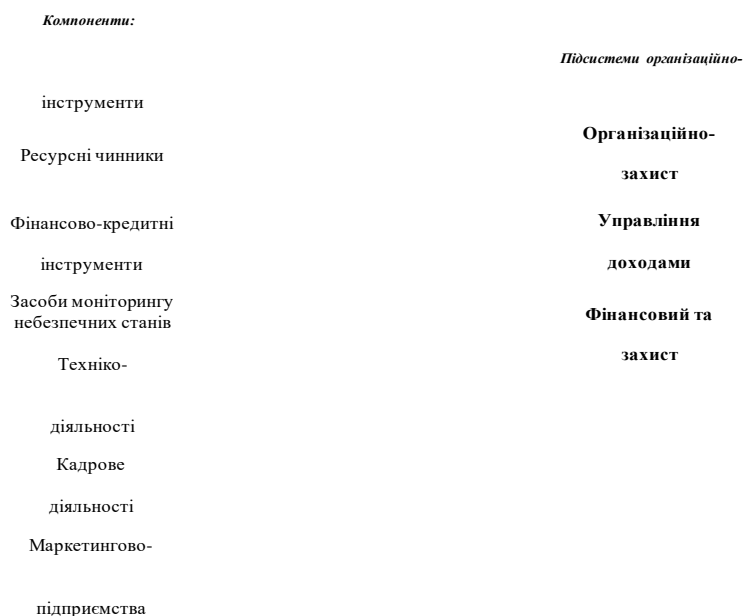 Компоненти:
Підсистеми організаційно-
інструменти
Ресурсні чинники
Фінансово-кредитні
інструменти
Засоби моніторингу
небезпечних станів
Техніко-
діяльності
Кадрове
діяльності
Маркетингово-
підприємства
Організаційно-
захист
Управління
доходами
Фінансовий та
захист